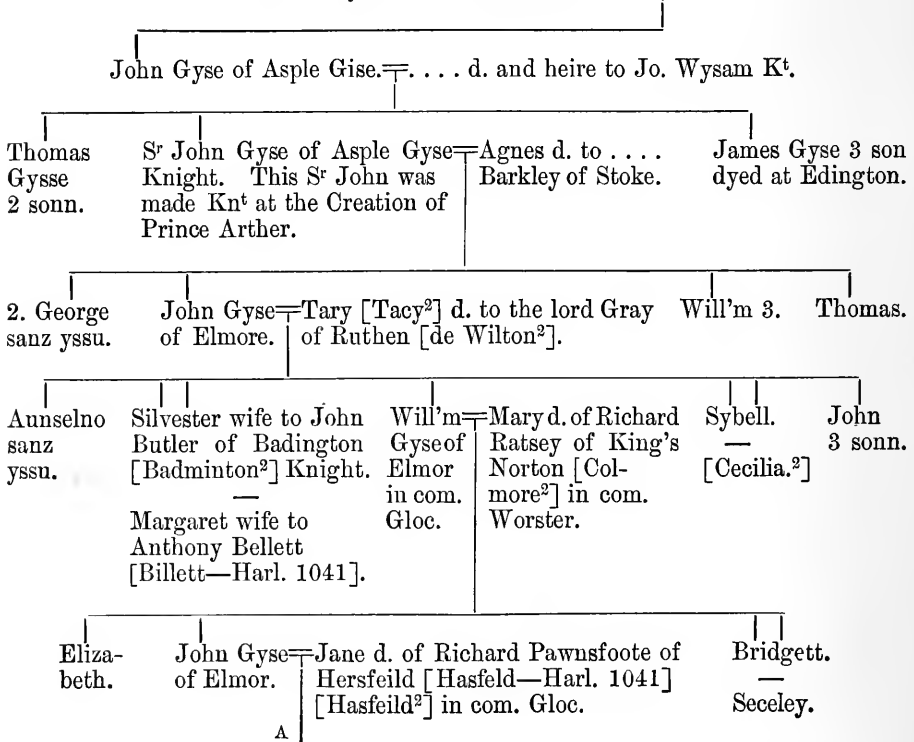 John Gyse of Asple Gise.=. . . . d. and heire to Jo. Wysam Kᵗ.
Thomas
Gysse
2 sonn.
Sʳ John Gyse of Asple Gyse=Agnes d. to . . . .
Knight. This Sʳ John was
made Knᵗ at the Creation of
Prince Arther.
Barkley of Stoke.
James Gyse 3 son
dyed at Edington.
2. George
sanz yssu.
John Gyse=Tary [Tacy²] d. to the lord Gray
of Elmore.
of Ruthen [de Wilton²].
Will'm 3.
Thomas.
Aunselno
sanz
yssu.
Silvester wife to John
Butler of Badington
[Badminton²] Knight.
—
Margaret wife to
Anthony Bellett
[Billett—Harl. 1041].
Will'm=Mary d. of Richard
Gyse of
Elmor
in com.
Gloc.
Ratsey of King's
Norton [Col-
more²] in com.
Worster.
Sybell.
—
[Cecilia.²]
John
3 sonn.
Eliza-
beth.
John Gyse=Jane d. of Richard Pawnsfoote of
of Elmor.
Hersfeild [Hasfeld—Harl. 1041]
[Hasfeild²] in com. Gloc.
Bridgett.
—
Seceley.
A